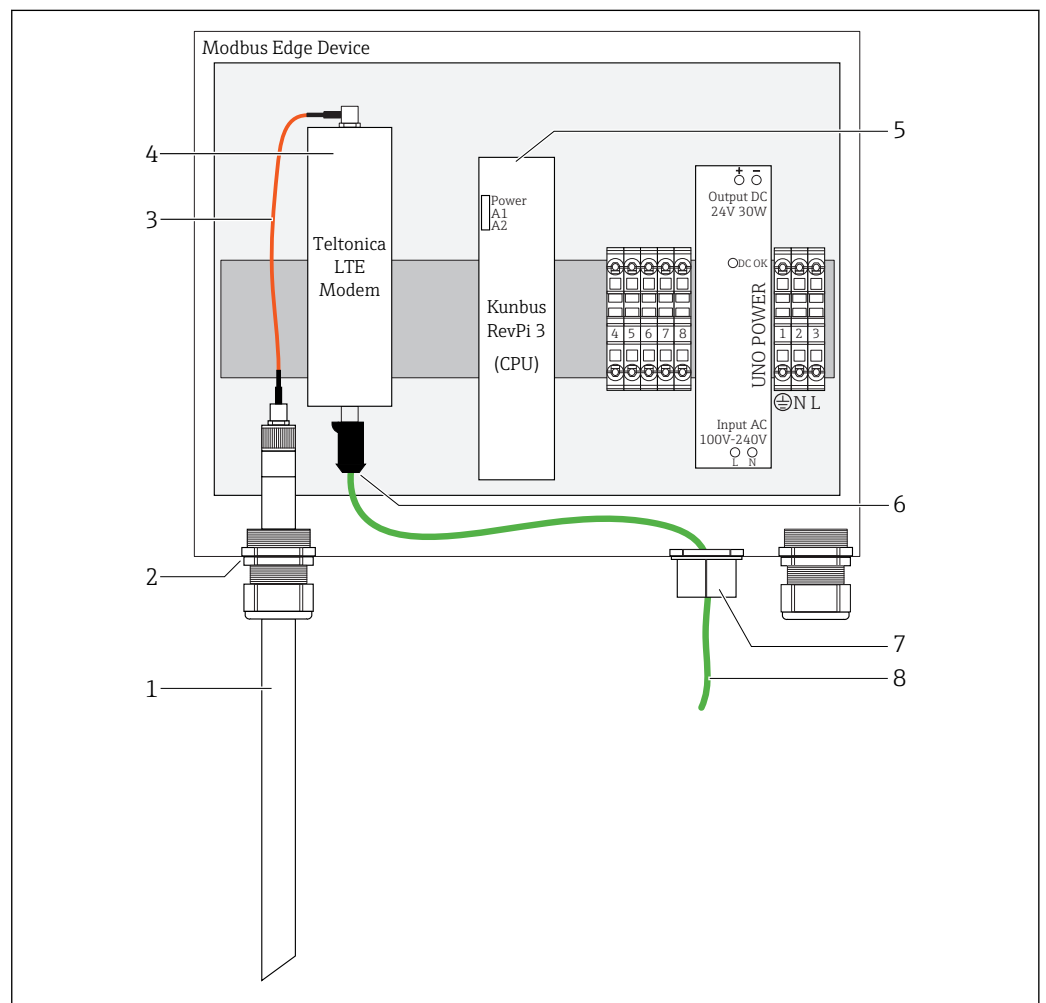 Modbus Edge Device
4
5
3
Power
A1
A2
+ -
Output DC
24V 30W
DC OK
Teltonica
LTE
Modem
Kunbus
RevPi 3
(CPU)
4 5 6 7 8
UNO POWER
1 2 3
N L
Input AC
100V-240V
L N
6
2
7
1
8